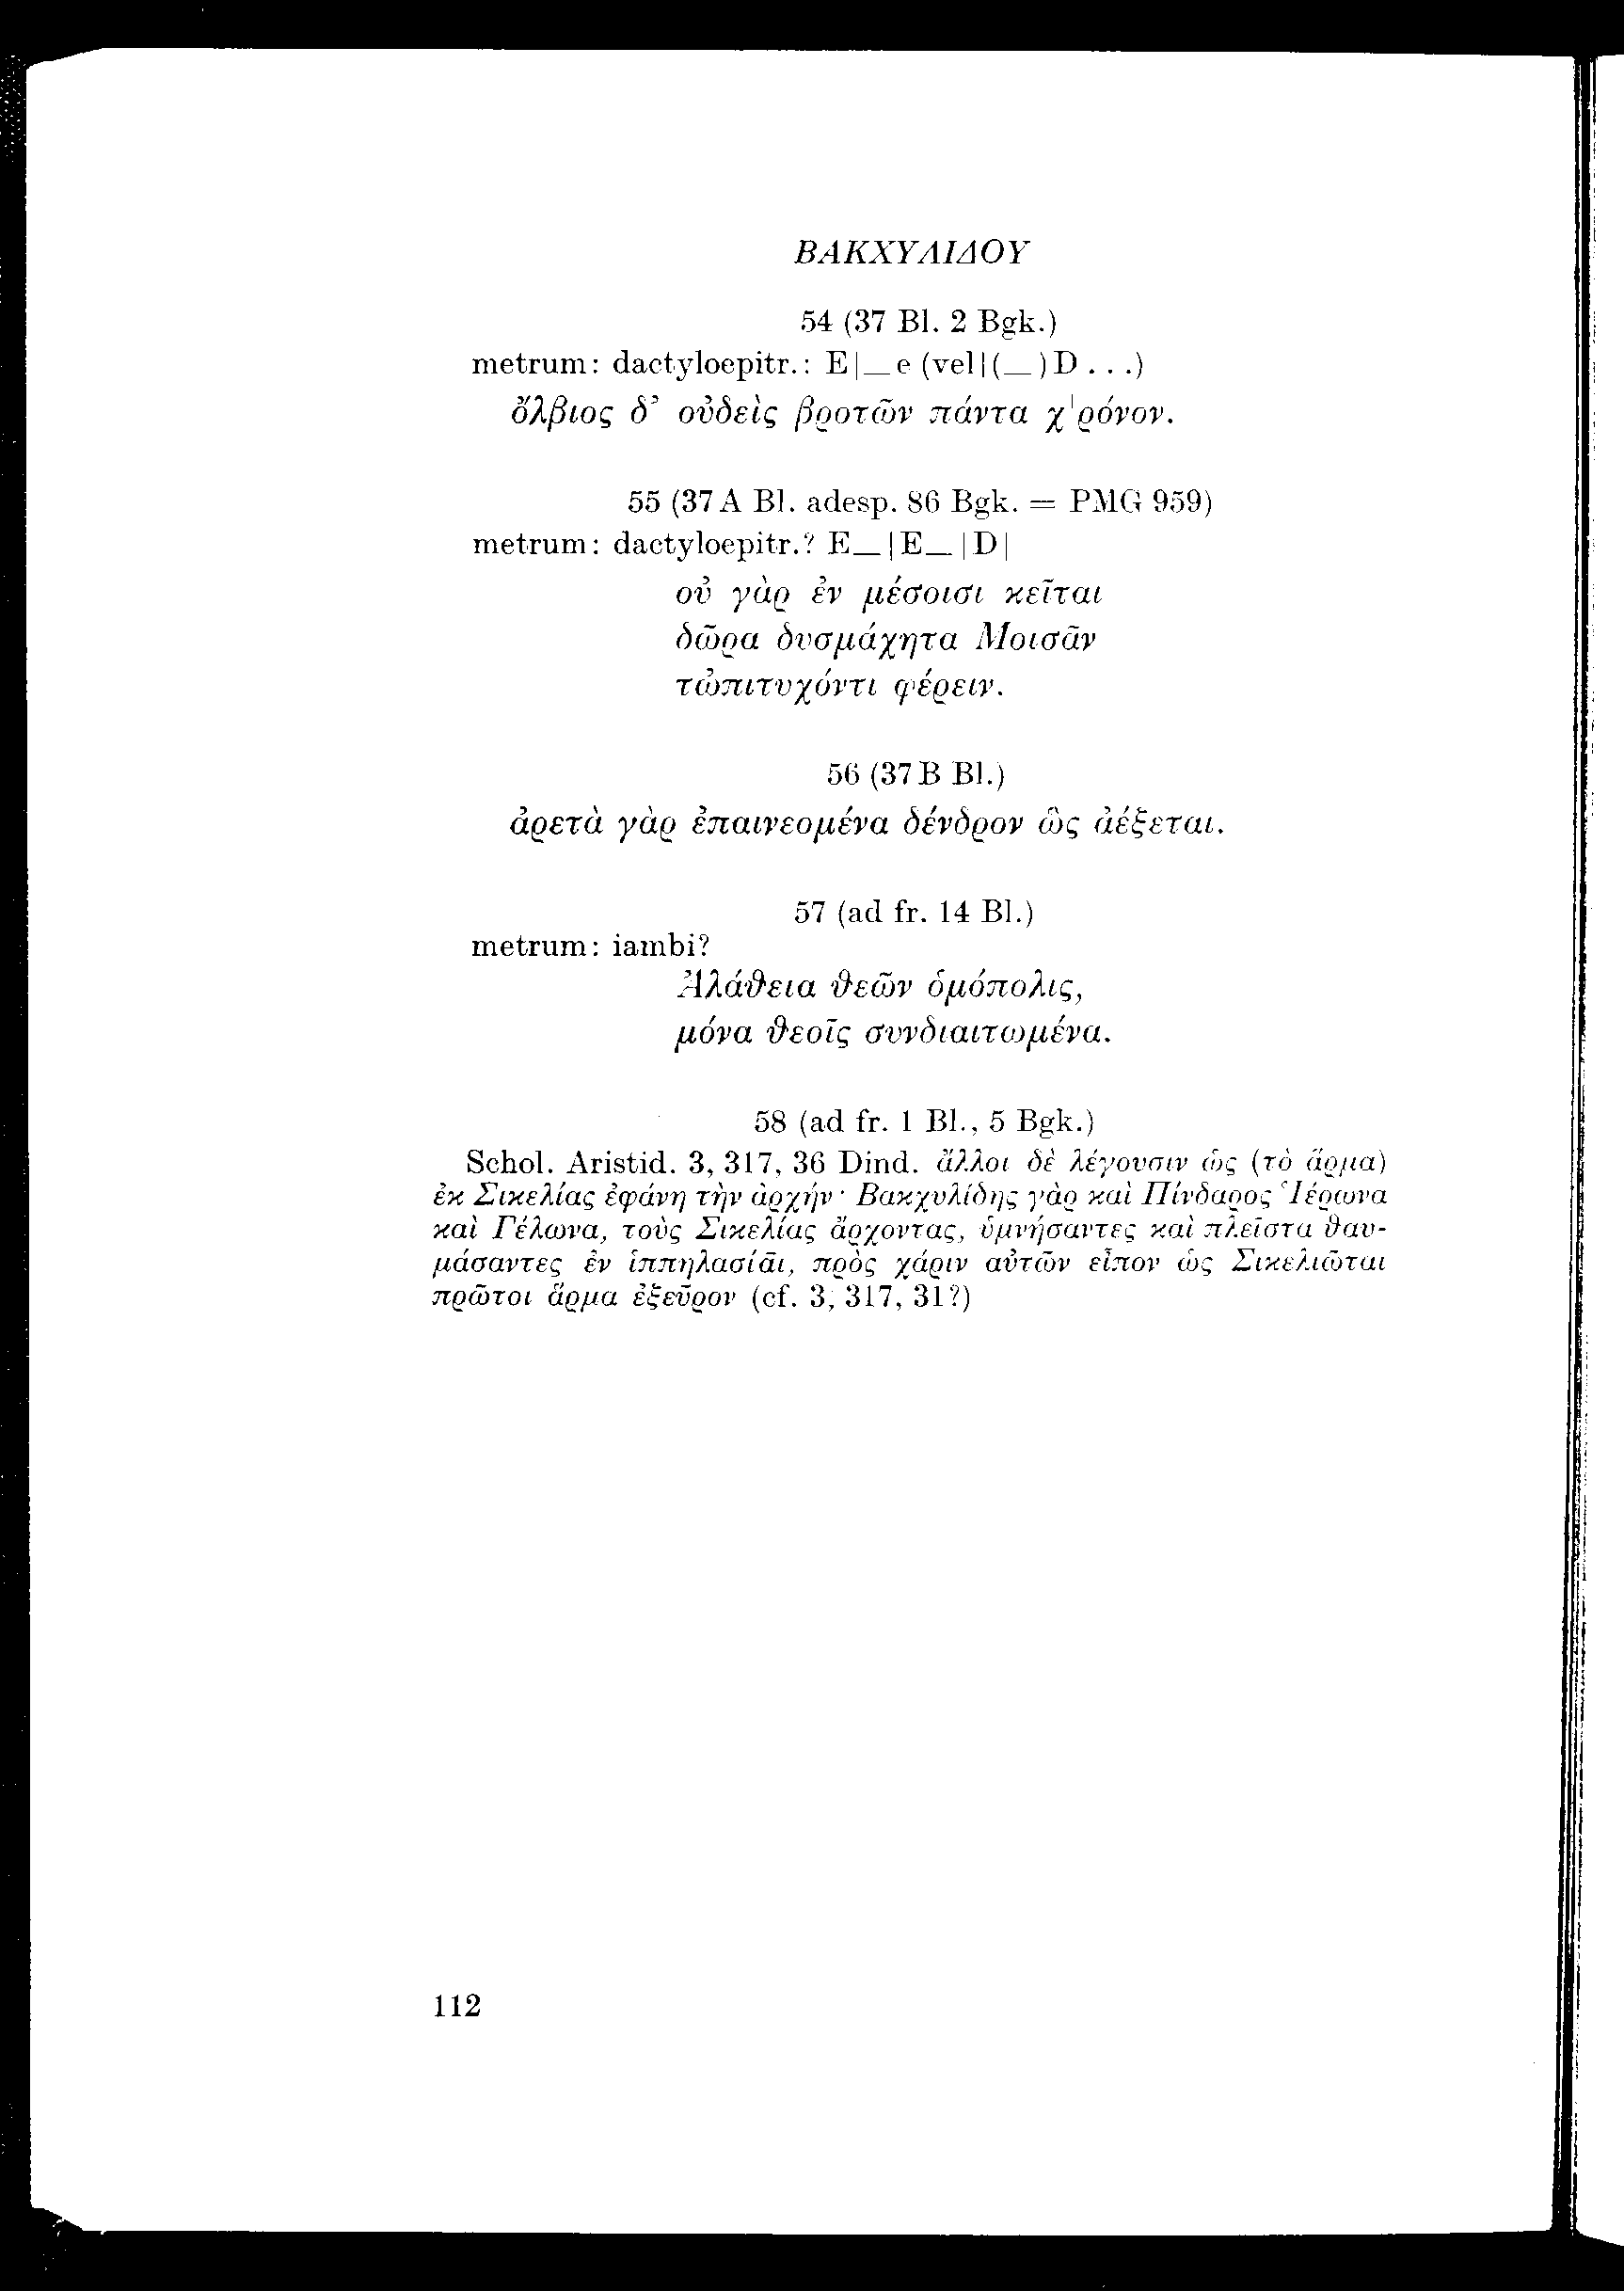 ΒΑΚΧΥΛΙΔΟΥ
54 (37 Bl. 2 Bgk.)
metrum: dactyloepitr.: E|—e (vel|(—)D . . .)
ὄλβιος δ’ οὐδεὶς βροτῶν πάντα χ'ρόνον.
55 (37 A Bl. adesp. 86 Bgk. = PMG 959)
metrum: dactyloepitr.? E—|E—|D|
οὐ γὰρ ἐν μέσοισι κεῖται
δῶρα δυσμάχητα Μοισᾶν
τὠπιτυχόντι φέρειν.
56 (37 B Bl.)
ἀρετὰ γὰρ ἐπαινεομένα δένδρον ὣς ἀέξεται.
57 (ad fr. 14 Bl.)
metrum: iambi?
Ἀλάθεια θεῶν ὁμόπολις,
μόνα θεοῖς συνδιαιτωμένα.
58 (ad fr. 1 Bl., 5 Bgk.)
Schol. Aristid. 3, 317, 36 Dind. ἄλλοι δὲ λέγουσιν ὡς (τὸ ἅρμα)
ἐκ Σικελίας ἐφάνη τὴν ἀρχήν· Βακχυλίδης γὰρ καὶ Πίνδαρος Ἱέρωνα
καὶ Γέλωνα, τοὺς Σικελίας ἄρχοντας, ὑμνήσαντες καὶ πλεῖστα θαυ-
μάσαντες ἐν ἱππηλασίᾱι, πρὸς χάριν αὐτῶν εἶπον ὡς Σικελιῶται
πρῶτοι ἅρμα ἐξεῦρον (cf. 3, 317, 31?)
112